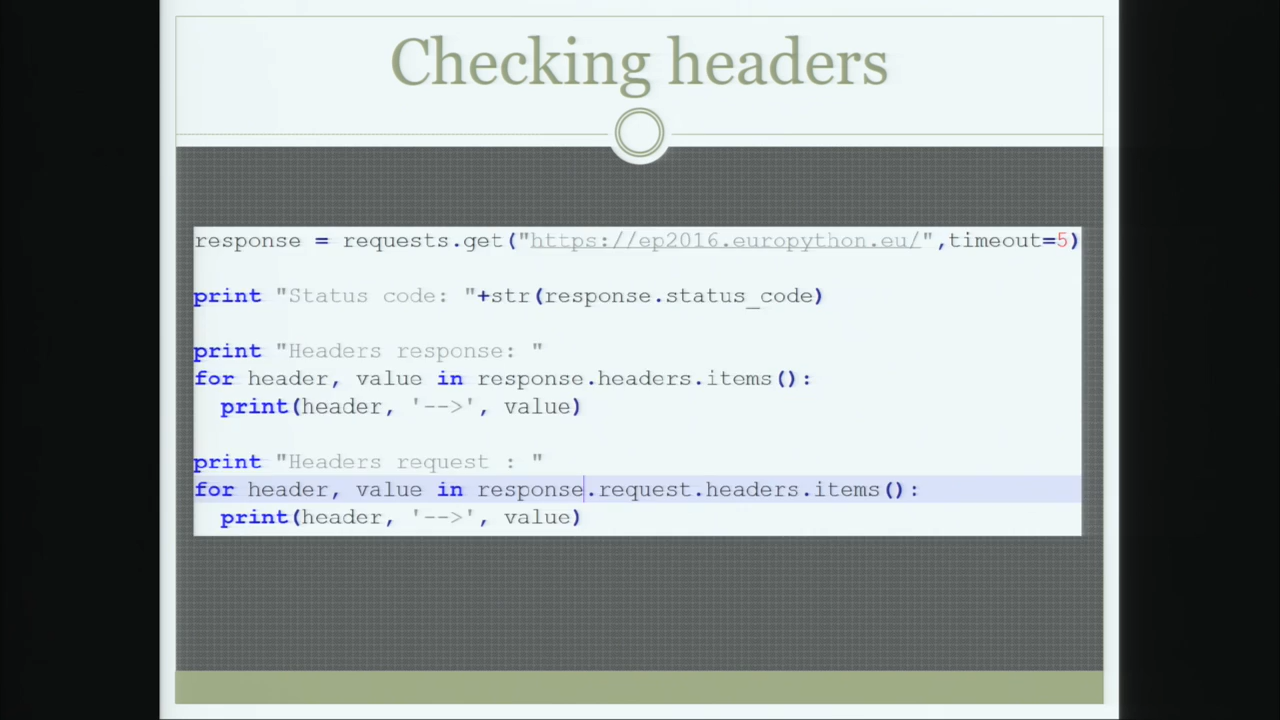 Checking headers
response = requests.get("https://ep2016.europython.eu/",timeout=5)
print "Status code: "+str(response.status_code)
print "Headers response: "
for header, value in response.headers.items():
  print(header, '-->', value)
print "Headers request : "
for header, value in response.request.headers.items():
  print(header, '-->', value)